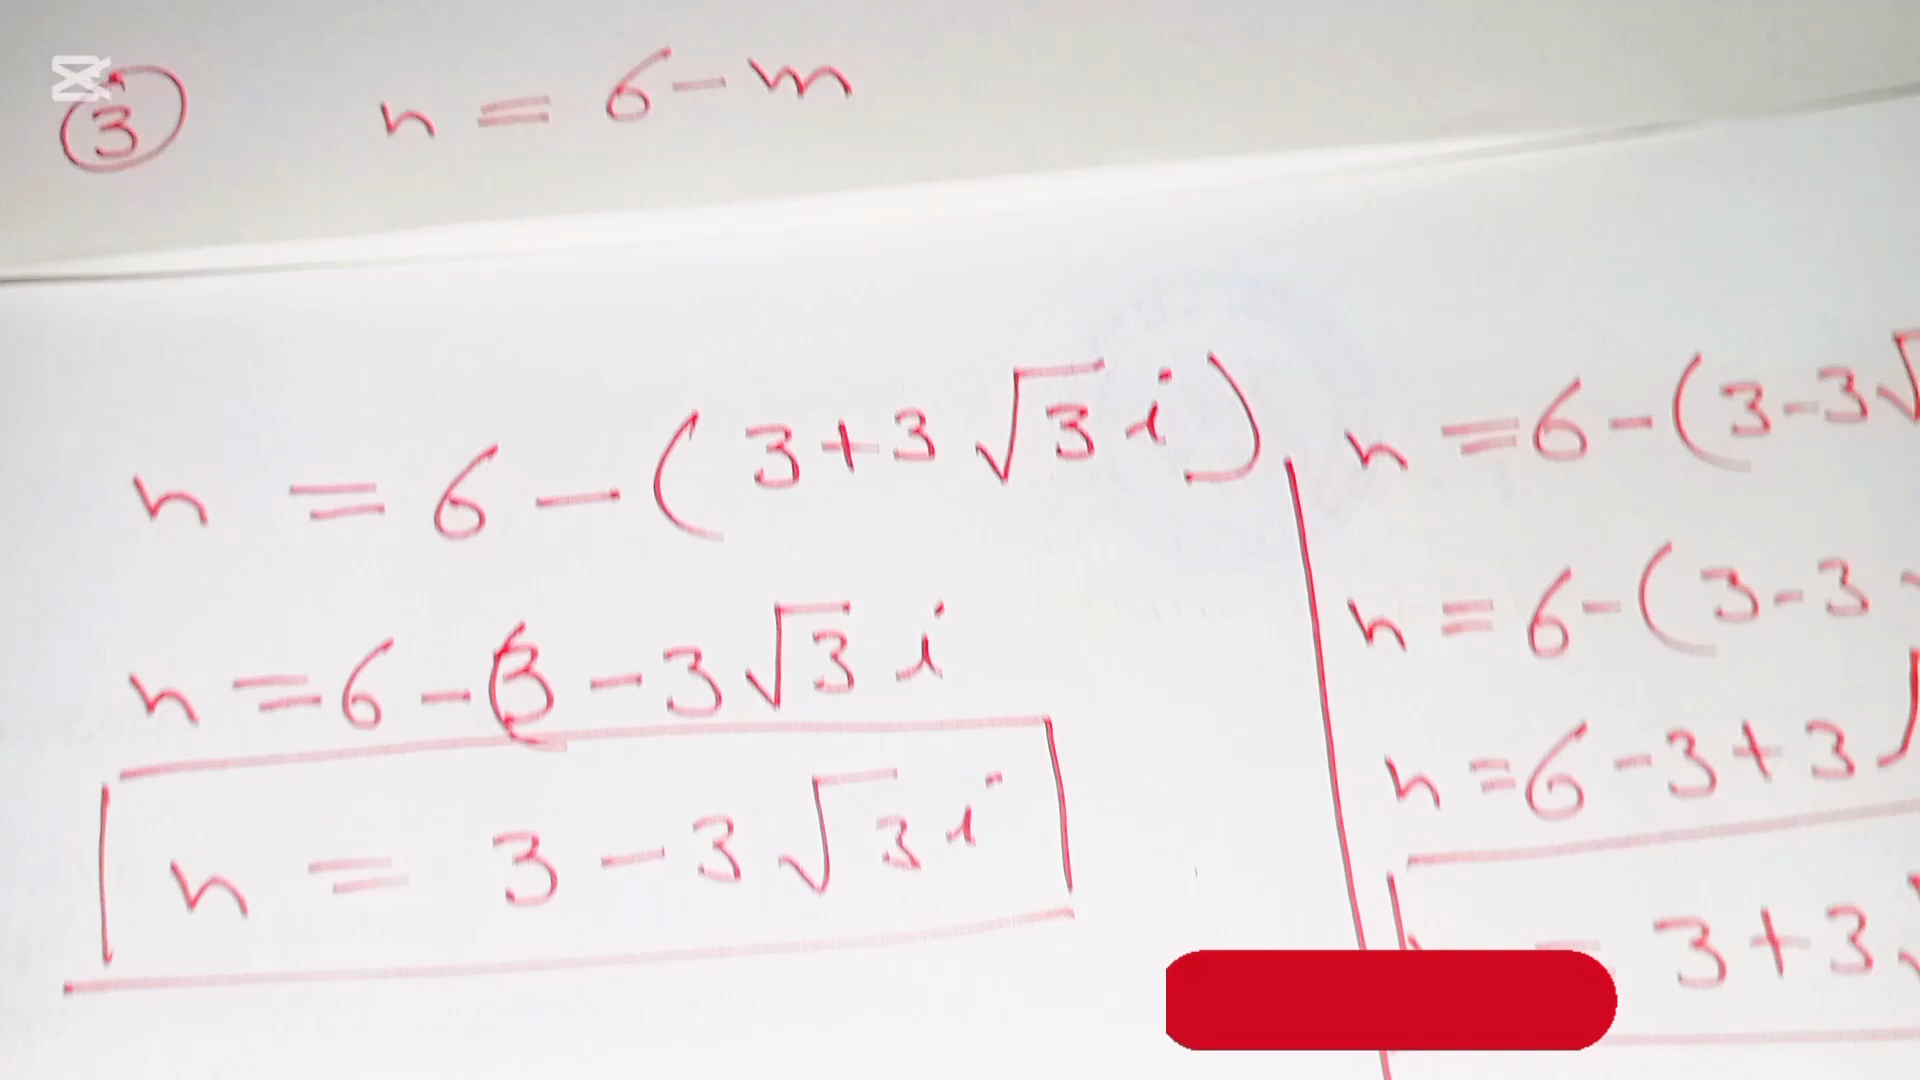 ③ n = 6 - m
n = 6 - (3 + 3√3 i)
n = 6 - (3 - 3√3 i
n = 3 - 3√3 i
n = 6 - (3 - 3√
n = 6 - (3 - 3
n = 6 - 3 + 3
= 3 + 3